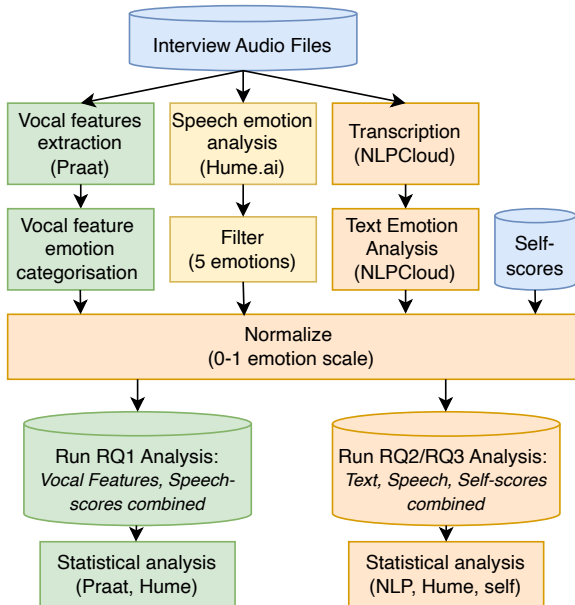 Interview Audio Files
Vocal features
extraction
(Praat)
Speech emotion
analysis
(Hume.ai)
Transcription
(NLPCloud)
Vocal feature
emotion
categorisation
Filter
(5 emotions)
Text Emotion
Analysis
(NLPCloud)
Self-
scores
Normalize
(0-1 emotion scale)
Run RQ1 Analysis:
Vocal Features, Speech-
scores combined
Run RQ2/RQ3 Analysis:
Text, Speech, Self-scores
combined
Statistical analysis
(Praat, Hume)
Statistical analysis
(NLP, Hume, self)